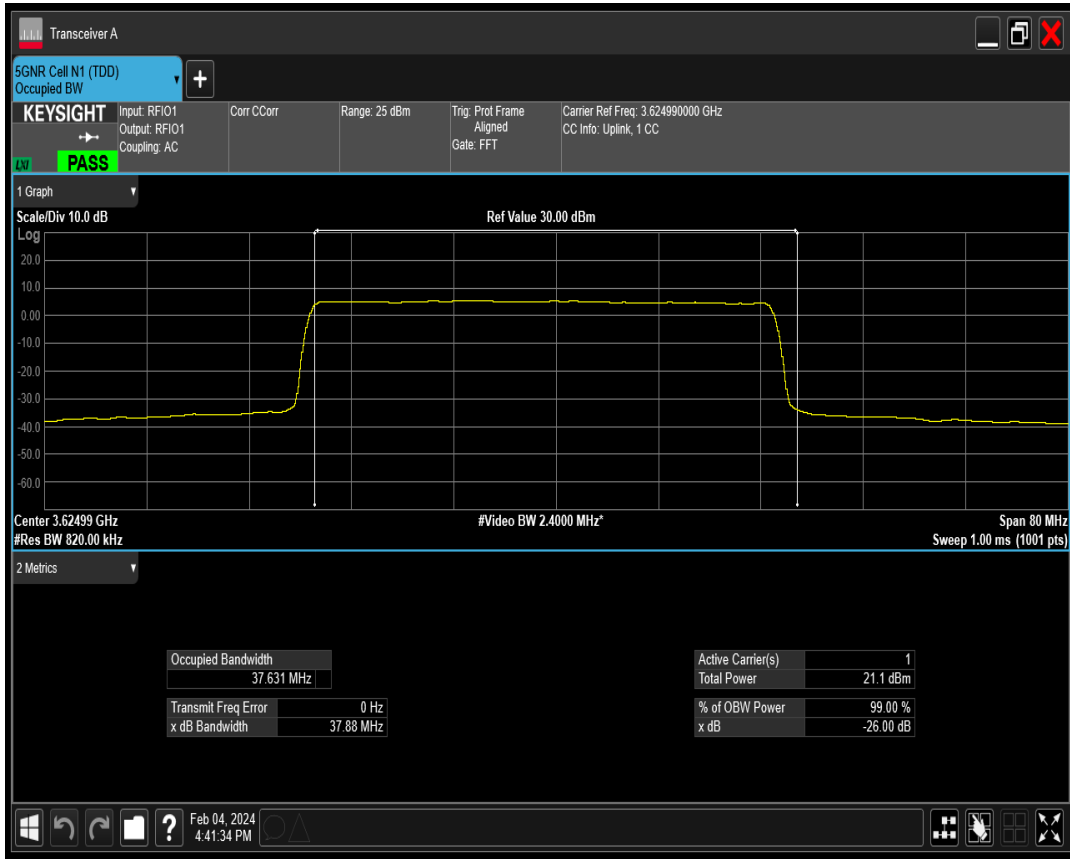 Transceiver A
5GNR Cell N1 (TDD)
Occupied BW
+
KEYSIGHT
LXI
PASS
Input: RFIO1
Output: RFIO1
Coupling: AC
Corr CCorr
Range: 25 dBm
Trig: Prot Frame
Aligned
Gate: FFT
Carrier Ref Freq: 3.624990000 GHz
CC Info: Uplink, 1 CC
1 Graph
Scale/Div 10.0 dB
Ref Value 30.00 dBm
Log
20.0
10.0
0.00
-10.0
-20.0
-30.0
-40.0
-50.0
-60.0
Center 3.62499 GHz
#Video BW 2.4000 MHz*
Span 80 MHz
#Res BW 820.00 kHz
Sweep 1.00 ms (1001 pts)
2 Metrics
Occupied Bandwidth
37.631 MHz
Transmit Freq Error 0 Hz
x dB Bandwidth 37.88 MHz
Active Carrier(s) 1
Total Power 21.1 dBm
% of OBW Power 99.00 %
x dB -26.00 dB
?
Feb 04, 2024
4:41:34 PM